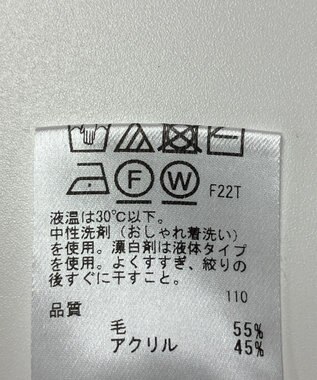 F W F22T
液温は30℃以下。
中性洗剤（おしゃれ着洗い）
を使用。漂白剤は液体タイプ
を使用。よくすすぎ、絞りの
後すぐに干すこと。
110
品質
毛 55%
アクリル 45%